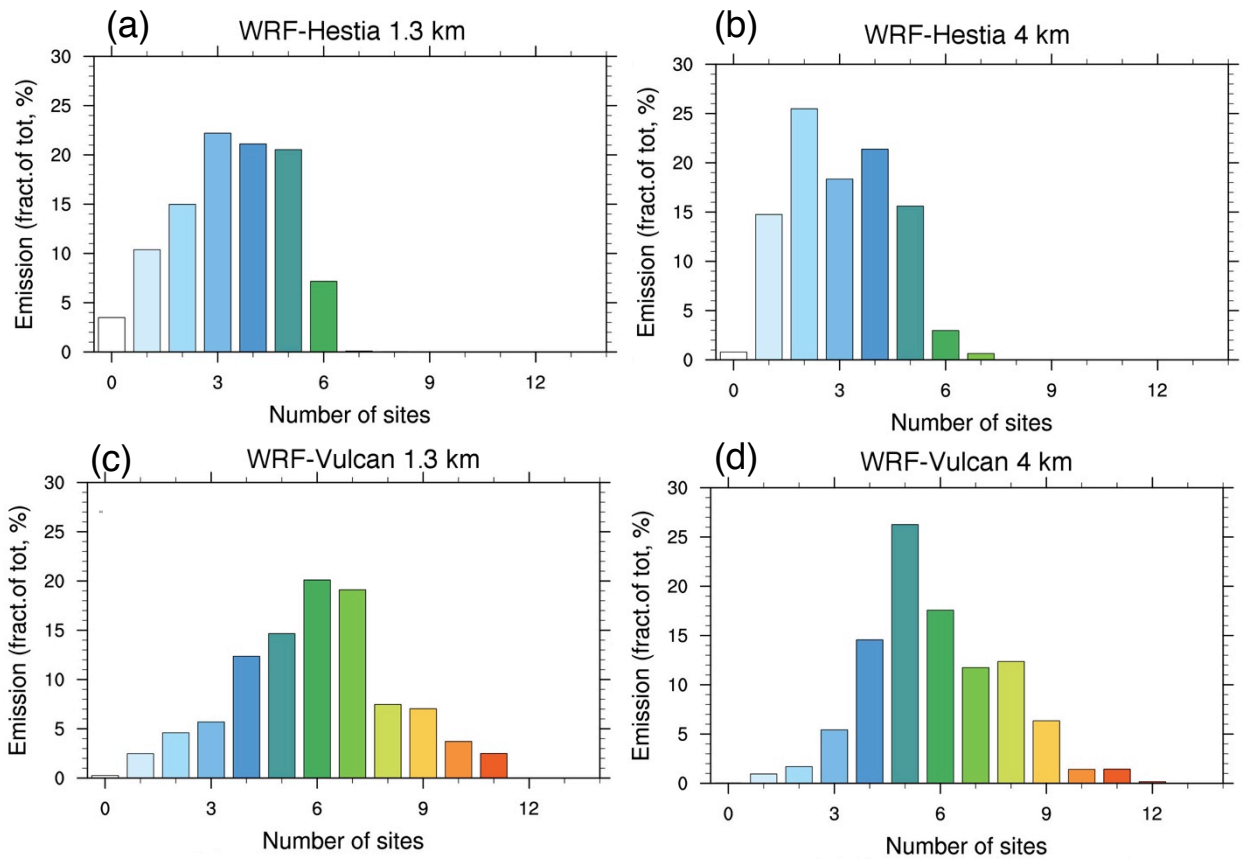 (a)
WRF-Hestia 1.3 km
30
25
20
15
10
5
0
Emission (fract.of tot, %)
0 3 6 9 12
Number of sites
(b)
WRF-Hestia 4 km
30
25
20
15
10
5
0
Emission (fract.of tot, %)
0 3 6 9 12
Number of sites
(c)
WRF-Vulcan 1.3 km
30
25
20
15
10
5
0
Emission (fract.of tot, %)
0 3 6 9 12
Number of sites
(d)
WRF-Vulcan 4 km
30
25
20
15
10
5
0
Emission (fract.of tot, %)
0 3 6 9 12
Number of sites